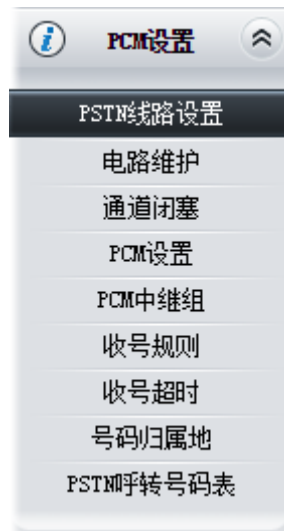 PCM设置
PSTN线路设置
电路维护
通道闭塞
PCM设置
PCM中继组
收号规则
收号超时
号码归属地
PSTN呼转号码表